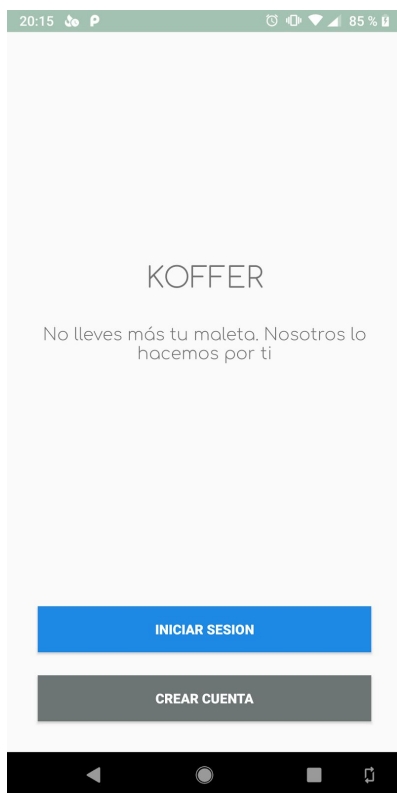 20:15 85 %
KOFFER
No lleves más tu maleta. Nosotros lo
hacemos por ti
INICIAR SESION
CREAR CUENTA